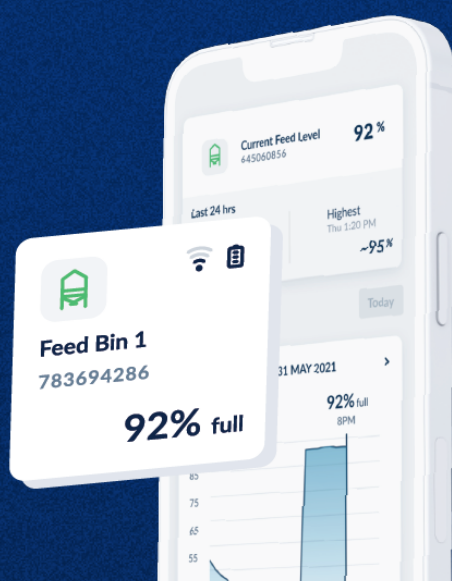 Current Feed Level
645060856
92%
Last 24 hrs
Highest
Thu 1:20 PM
~95%
Today
Feed Bin 1
783694286
92% full
31 MAY 2021
92% full
8PM
85
75
65
55